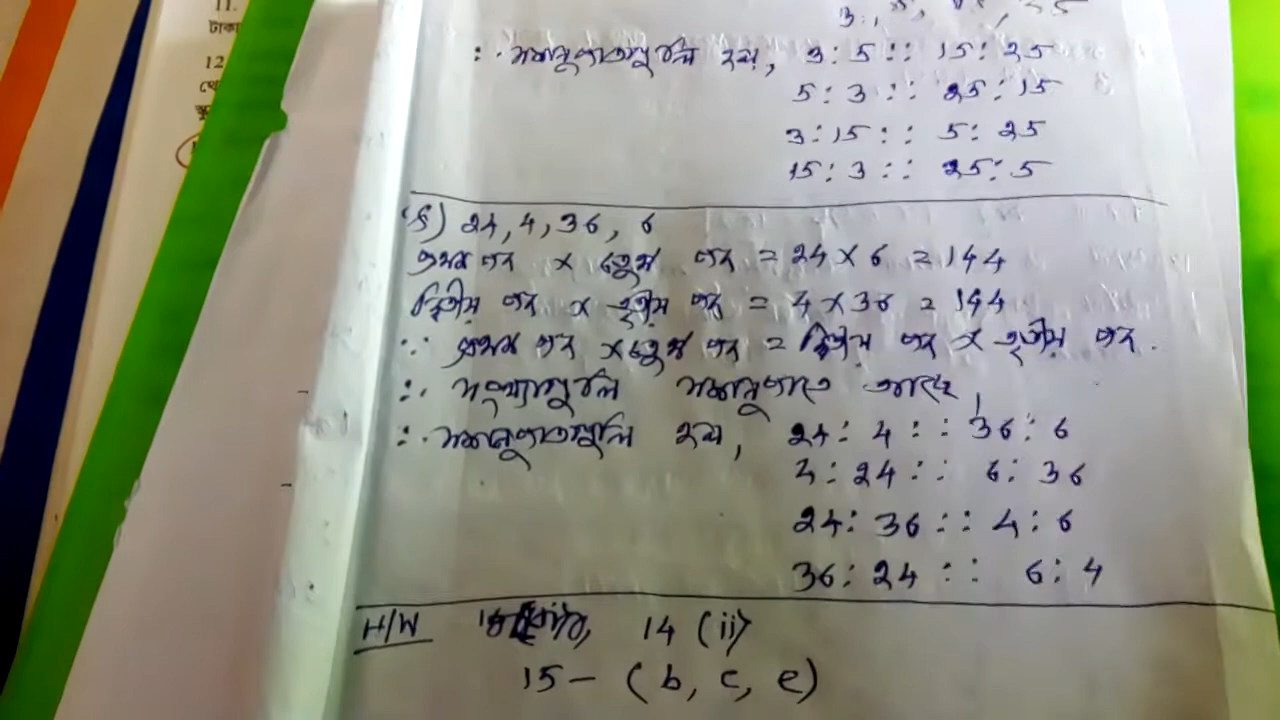 11.
টাকা
12
∴ সমানুপাতগুলি হল, 3 : 5 :: 15 : 25
5 : 3 :: 25 : 15
3 : 15 :: 5 : 25
15 : 3 :: 25 : 5
24, 4, 36, 6
প্রথম পদ × চতুর্থ পদ = 24 × 6 = 144
দ্বিতীয় পদ × তৃতীয় পদ = 4 × 36 = 144
∵ প্রথম পদ × চতুর্থ পদ = দ্বিতীয় পদ × তৃতীয় পদ.
∴ সংখ্যাগুলি সমানুপাতে আছে।
∴ সমানুপাতগুলি হল, 24 : 4 :: 36 : 6
4 : 24 :: 6 : 36
24 : 36 :: 4 : 6
36 : 24 :: 6 : 4
H/W 14 (ii)
15 – (b, c, e)